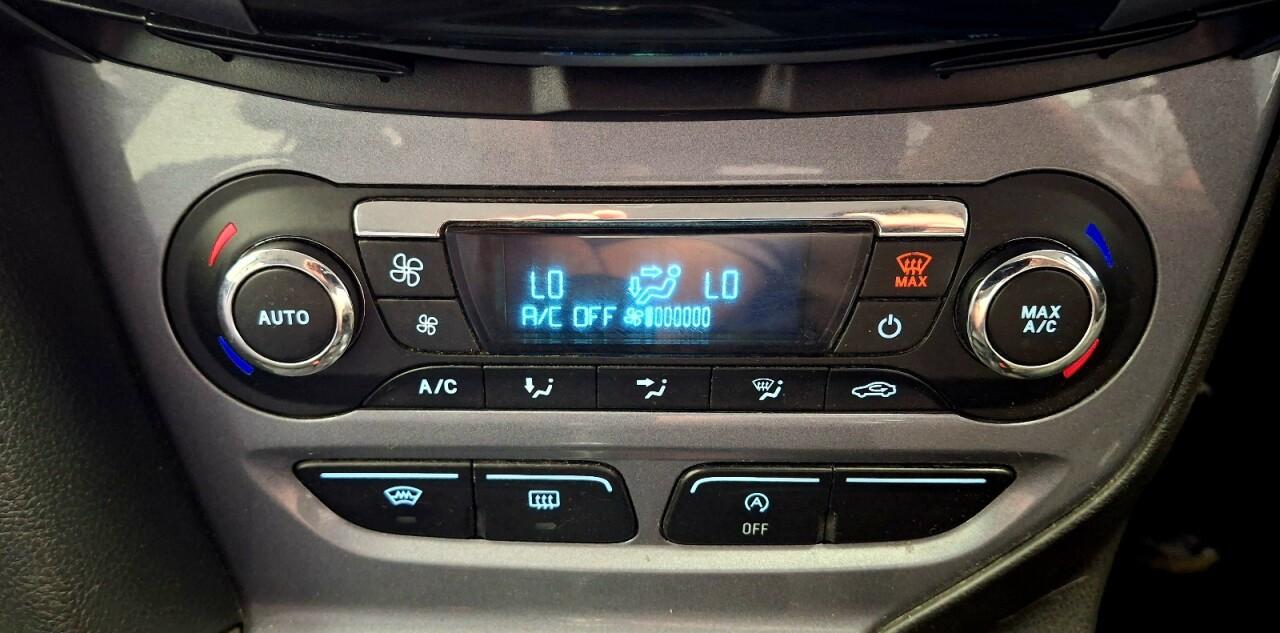 LO LO
A/C OFF
AUTO
MAX
MAX
A/C
A/C
A
OFF